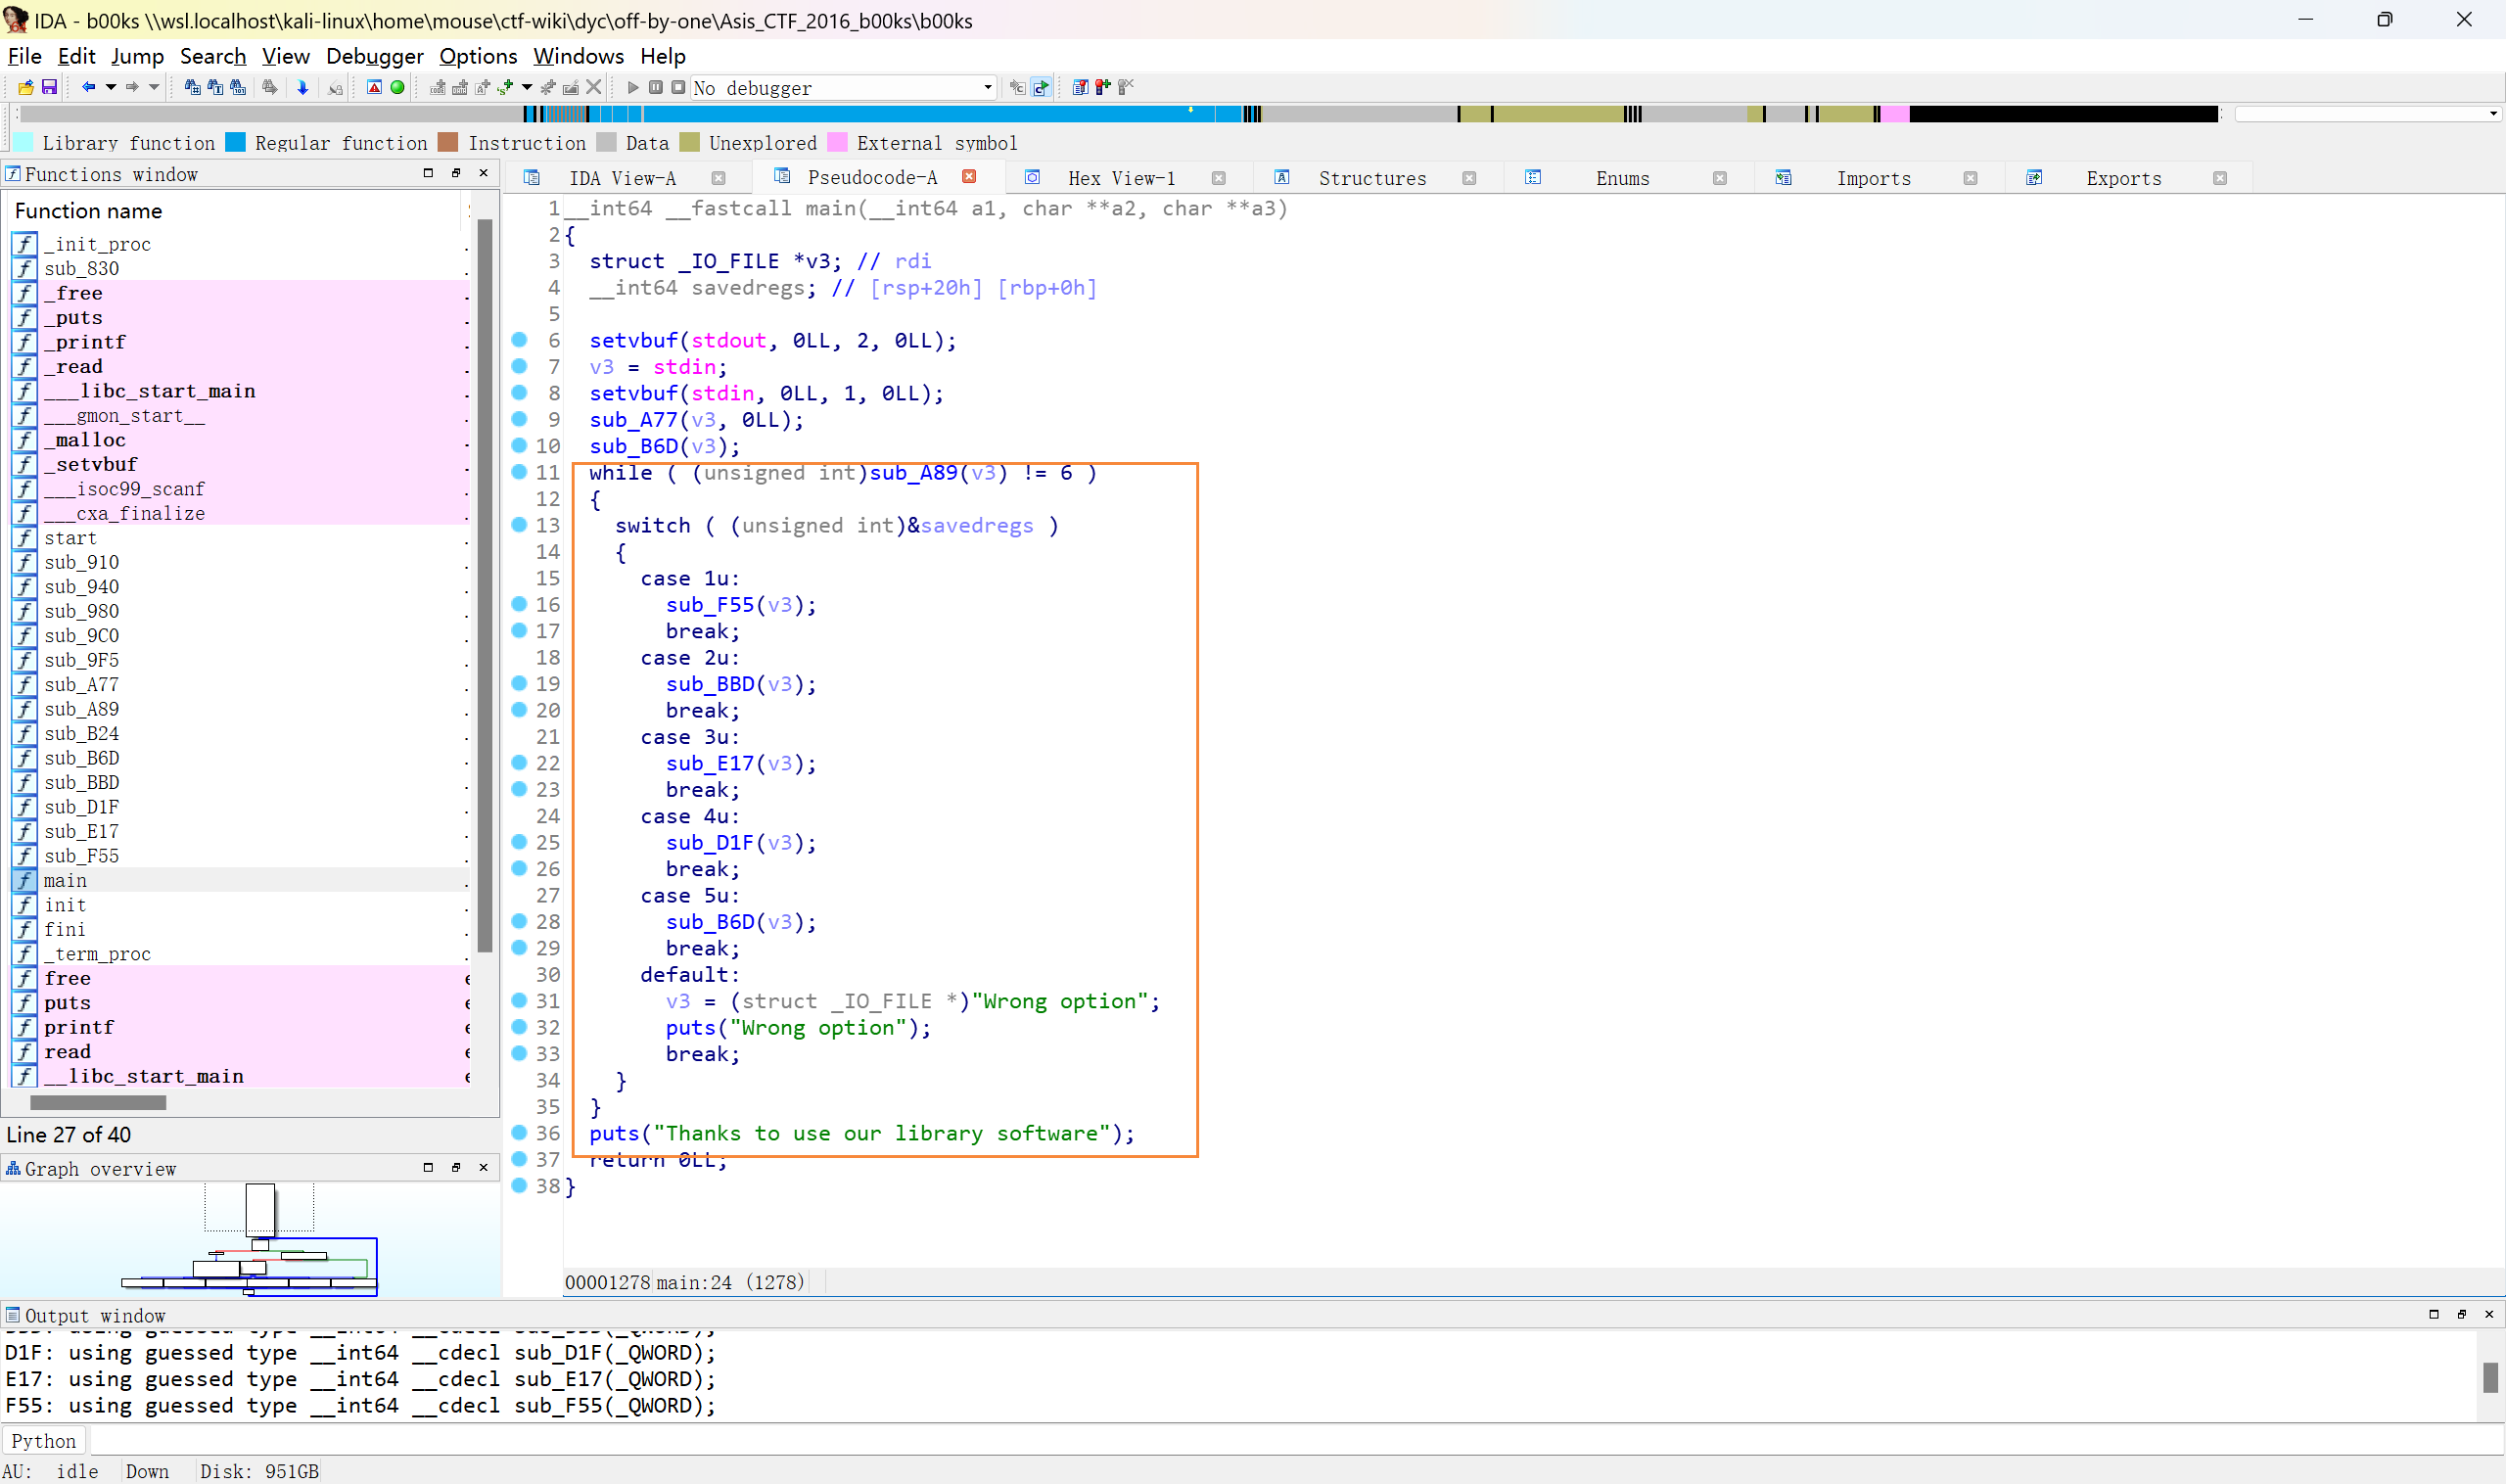 IDA - b00ks \\wsl.localhost\kali-linux\home\mouse\ctf-wiki\dyc\off-by-one\Asis_CTF_2016_b00ks\b00ks
File Edit Jump Search View Debugger Options Windows Help
No debugger
Library function Regular function Instruction Data Unexplored External symbol
Functions window
IDA View-A Pseudocode-A Hex View-1 Structures Enums Imports Exports
Function name
_init_proc
sub_830
_free
_puts
_printf
_read
___libc_start_main
___gmon_start__
_malloc
_setvbuf
___isoc99_scanf
___cxa_finalize
start
sub_910
sub_940
sub_980
sub_9C0
sub_9F5
sub_A77
sub_A89
sub_B24
sub_B6D
sub_BBD
sub_D1F
sub_E17
sub_F55
main
init
fini
_term_proc
free
puts
printf
read
__libc_start_main
Line 27 of 40
Graph overview
1 __int64 __fastcall main(__int64 a1, char **a2, char **a3)
2 {
3 struct _IO_FILE *v3; // rdi
4 __int64 savedregs; // [rsp+20h] [rbp+0h]
5
6 setvbuf(stdout, 0LL, 2, 0LL);
7 v3 = stdin;
8 setvbuf(stdin, 0LL, 1, 0LL);
9 sub_A77(v3, 0LL);
10 sub_B6D(v3);
11 while ( (unsigned int)sub_A89(v3) != 6 )
12 {
13 switch ( (unsigned int)&savedregs )
14 {
15 case 1u:
16 sub_F55(v3);
17 break;
18 case 2u:
19 sub_BBD(v3);
20 break;
21 case 3u:
22 sub_E17(v3);
23 break;
24 case 4u:
25 sub_D1F(v3);
26 break;
27 case 5u:
28 sub_B6D(v3);
29 break;
30 default:
31 v3 = (struct _IO_FILE *)"Wrong option";
32 puts("Wrong option");
33 break;
34 }
35 }
36 puts("Thanks to use our library software");
37 return 0LL;
38 }
00001278 main:24 (1278)
Output window
BBD: using guessed type __int64 __cdecl sub_BBD(_QWORD);
D1F: using guessed type __int64 __cdecl sub_D1F(_QWORD);
E17: using guessed type __int64 __cdecl sub_E17(_QWORD);
F55: using guessed type __int64 __cdecl sub_F55(_QWORD);
Python
AU: idle Down Disk: 951GB